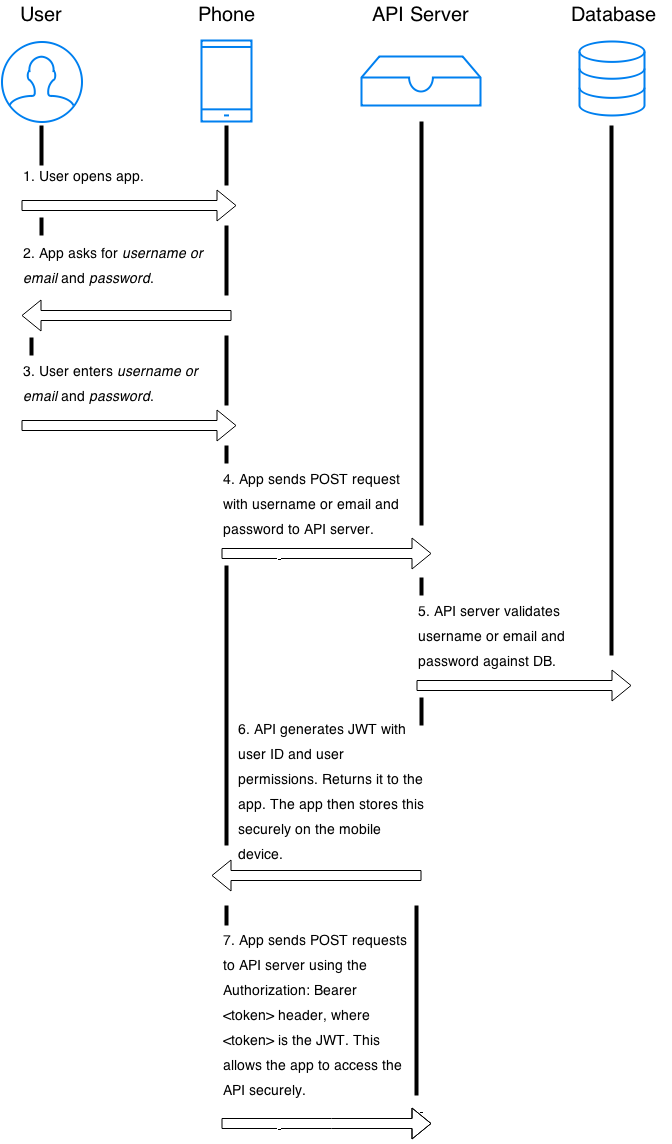 User
Phone
API Server
Database
1. User opens app.
2. App asks for username or
email and password.
3. User enters username or
email and password.
4. App sends POST request
with username or email and
password to API server.
5. API server validates
username or email and
password against DB.
6. API generates JWT with
user ID and user
permissions. Returns it to the
app. The app then stores this
securely on the mobile
device.
7. App sends POST requests
to API server using the
Authorization: Bearer
<token> header, where
<token> is the JWT. This
allows the app to access the
API securely.